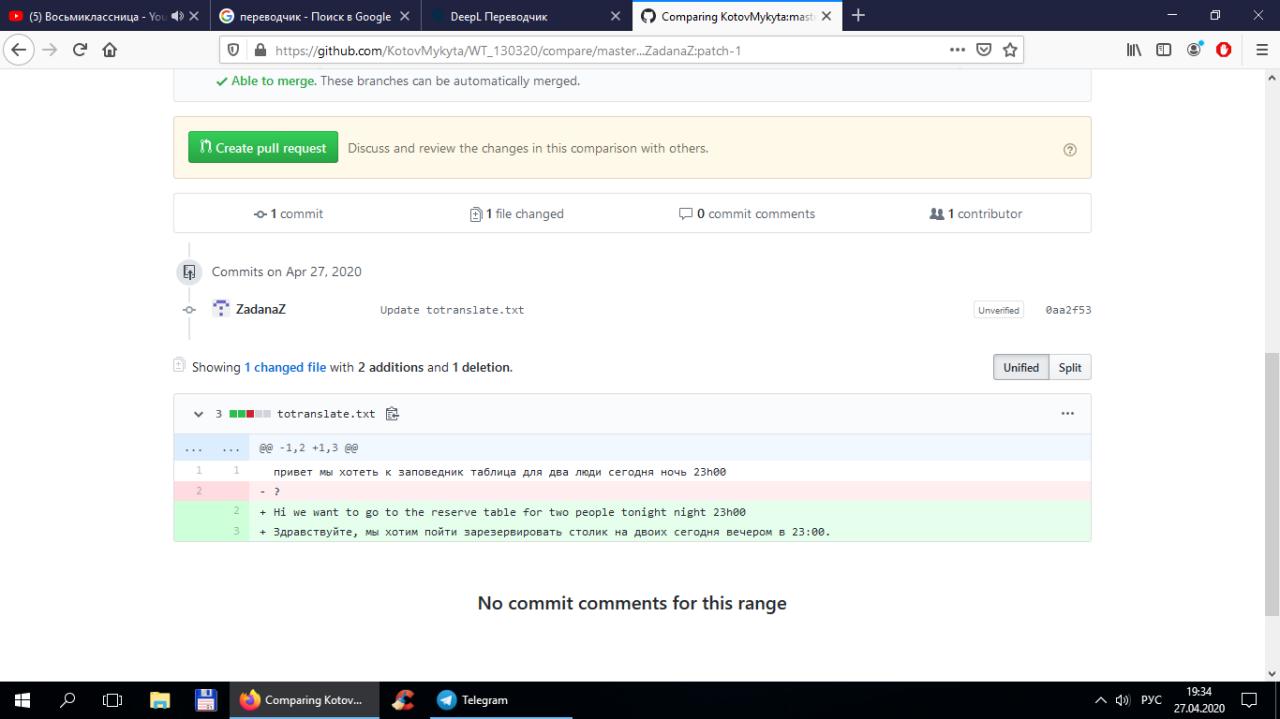 (5) Восьмиклассница - You
переводчик - Поиск в Google
DeepL Переводчик
Comparing KotovMykyta:mast
https://github.com/KotovMykyta/WT_130320/compare/master...ZadanaZ:patch-1
Able to merge. These branches can be automatically merged.
Create pull request
Discuss and review the changes in this comparison with others.
1 commit
1 file changed
0 commit comments
1 contributor
Commits on Apr 27, 2020
ZadanaZ
Update totranslate.txt
Unverified
0aa2f53
Showing 1 changed file with 2 additions and 1 deletion.
Unified
Split
3
totranslate.txt
...
...
@@ -1,2 +1,3 @@
1 1 привет мы хотеть к заповедник таблица для два люди сегодня ночь 23h00
2 - ?
2 + Hi we want to go to the reserve table for two people tonight night 23h00
3 + Здравствуйте, мы хотим пойти зарезервировать столик на двоих сегодня вечером в 23:00.
No commit comments for this range
Comparing Kotov...
Telegram
РУС
19:34
27.04.2020